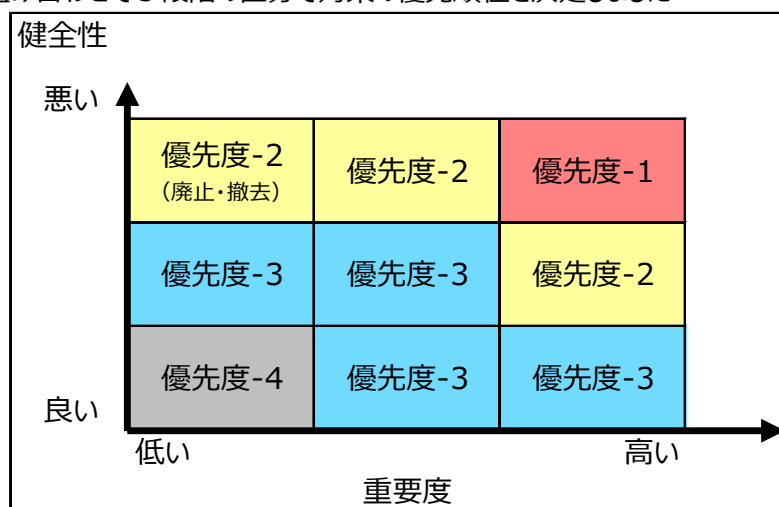 健全性
悪い
優先度-2
（廃止・撤去）
優先度-2
優先度-1
優先度-3
優先度-3
優先度-2
優先度-4
優先度-3
優先度-3
良い
低い
高い
重要度